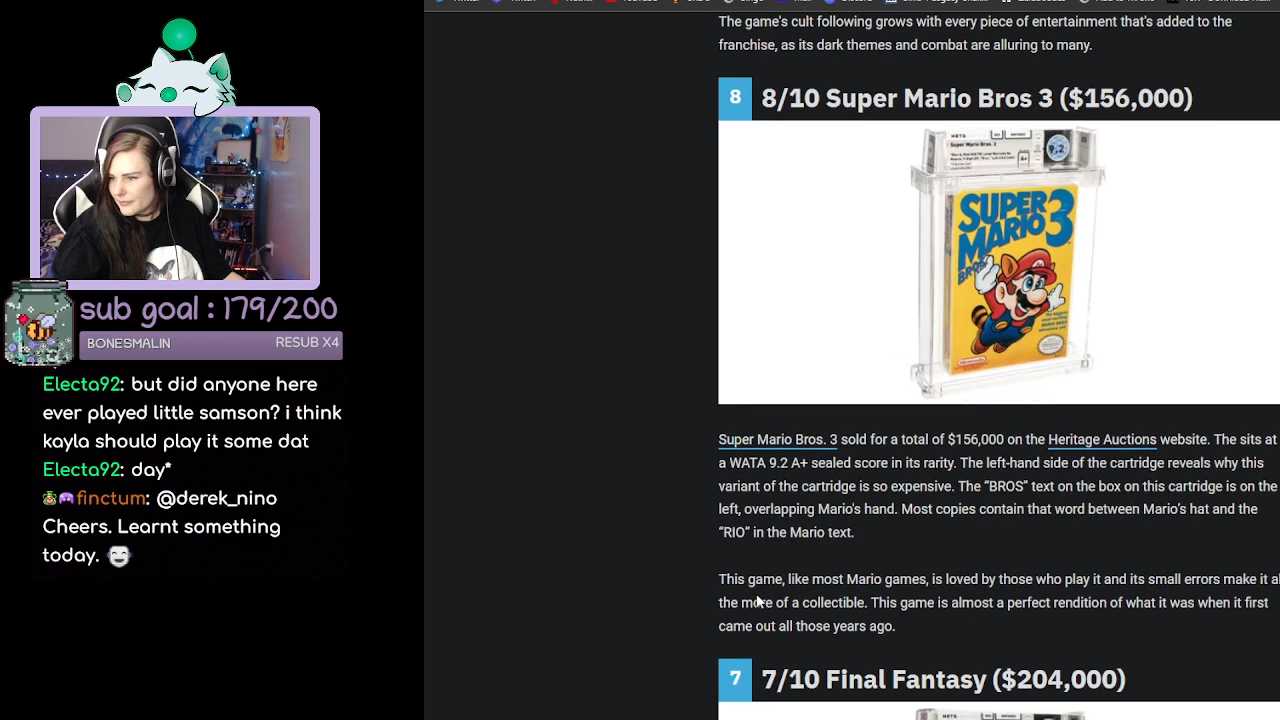 The game's cult following grows with every piece of entertainment that's added to the
franchise, as its dark themes and combat are alluring to many.
8 8/10 Super Mario Bros 3 ($156,000)
Super Mario Bros. 3
9.2
A+
SUPER
MARIO 3
BROS
Nintendo
sub goal : 179/200
BONESMALIN RESUB X4
Electa92: but did anyone here
ever played little samson? i think
kayla should play it some dat
Electa92: day*
finctum: @derek_nino
Cheers. Learnt something
today.
Super Mario Bros. 3 sold for a total of $156,000 on the Heritage Auctions website. The sits at
a WATA 9.2 A+ sealed score in its rarity. The left-hand side of the cartridge reveals why this
variant of the cartridge is so expensive. The “BROS” text on the box on this cartridge is on the
left, overlapping Mario's hand. Most copies contain that word between Mario's hat and the
“RIO” in the Mario text.
This game, like most Mario games, is loved by those who play it and its small errors make it
the more of a collectible. This game is almost a perfect rendition of what it was when it first
came out all those years ago.
7 7/10 Final Fantasy ($204,000)